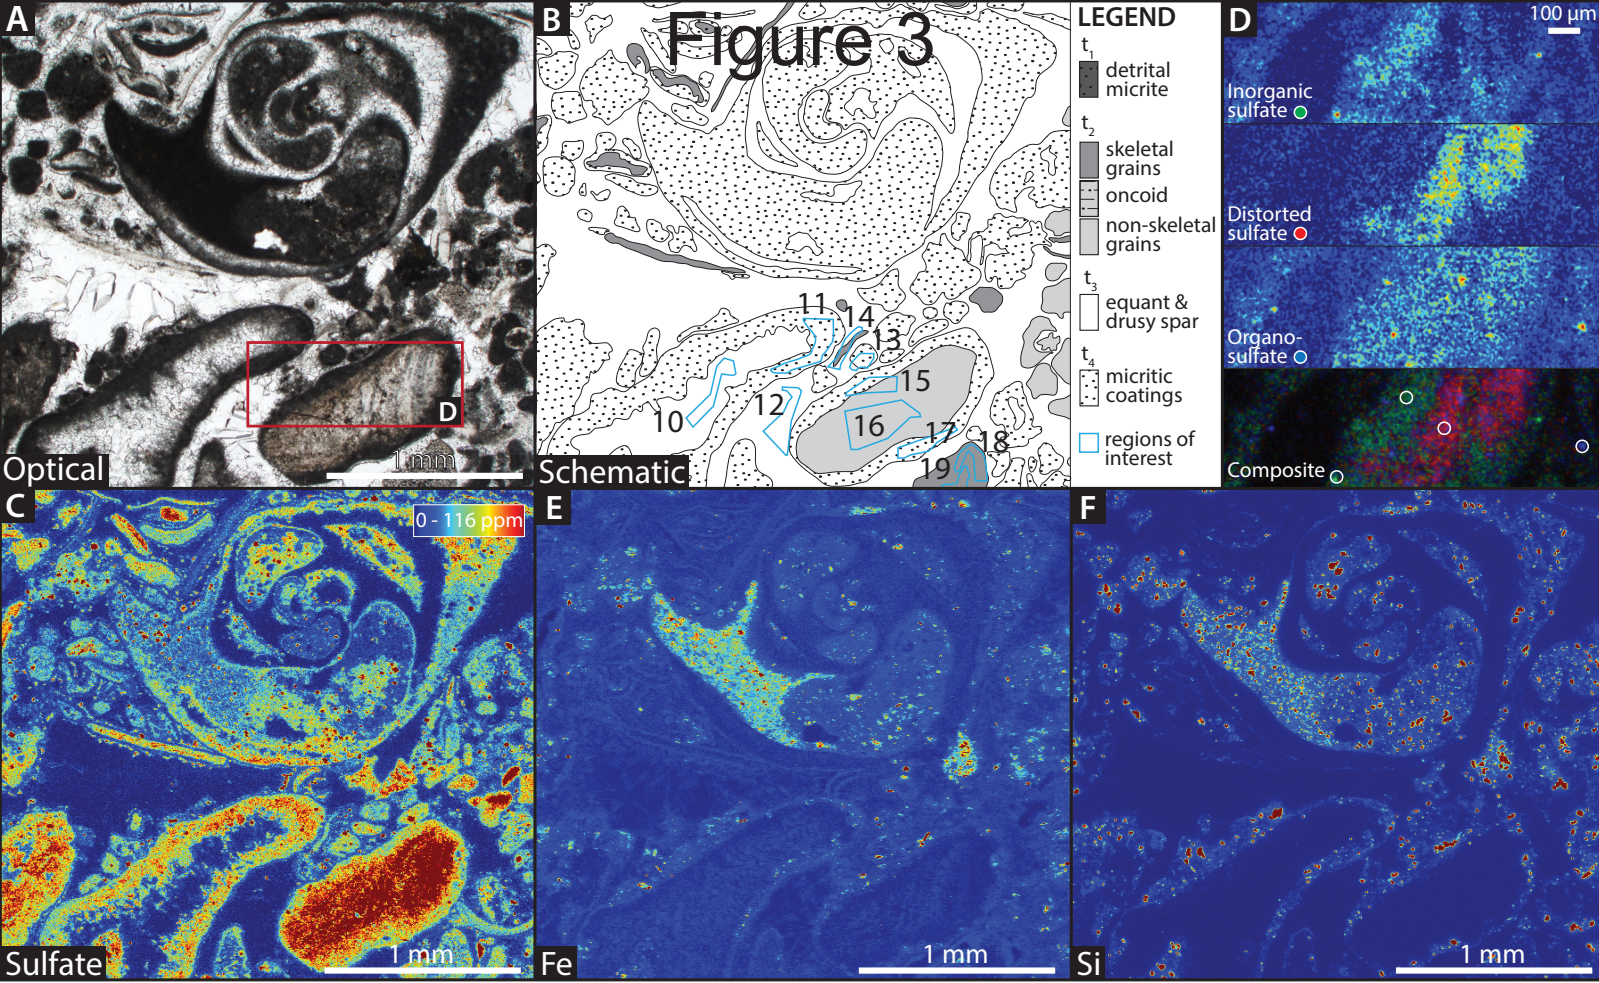 A
Optical
1 mm
D
B
Figure 3
Schematic
10
11
12
13
14
15
16
17
18
19
LEGEND
t1
detrital
micrite
t2
skeletal
grains
oncoid
non-skeletal
grains
t3
equant &
drusy spar
t4
micritic
coatings
regions of
interest
D
100 µm
Inorganic
sulfate
Distorted
sulfate
Organo-
sulfate
Composite
C
0 - 116 ppm
Sulfate
1 mm
E
Fe
1 mm
F
Si
1 mm